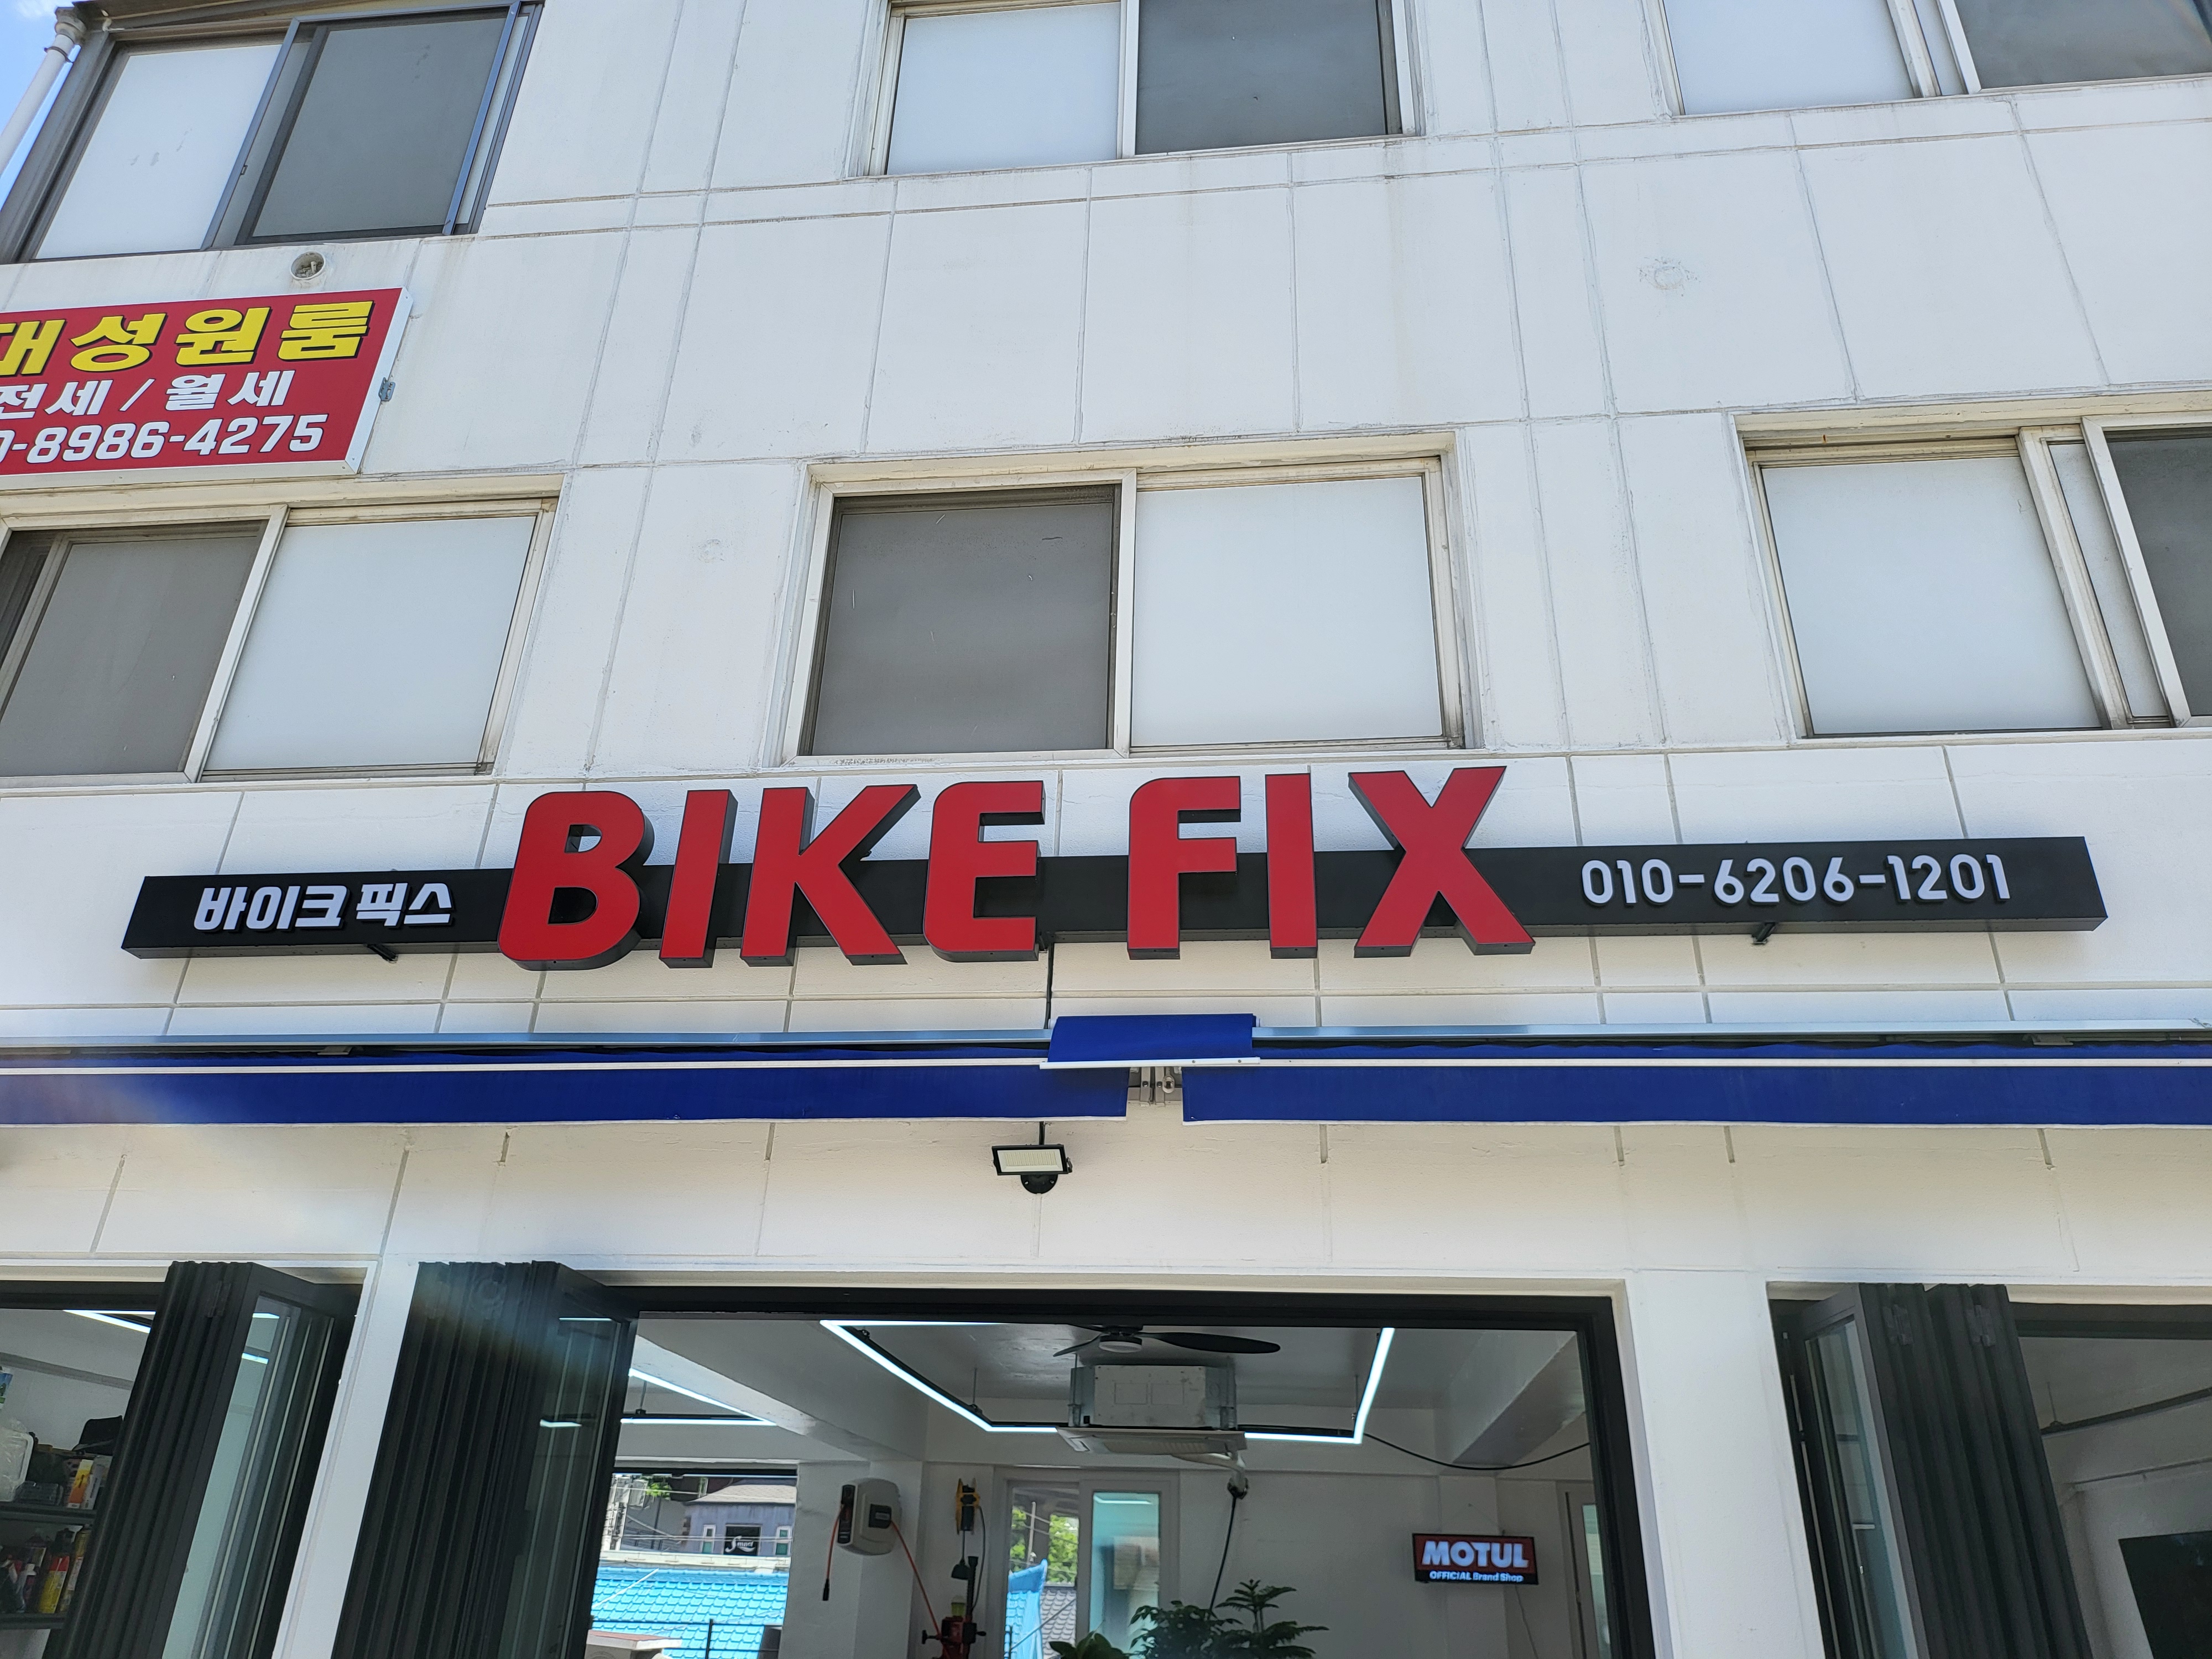 대성원룸
전세 / 월세
0-8986-4275
바이크 픽스 BIKE FIX 010-6206-1201
Smart
MOTUL
OFFICIAL Brand Shop